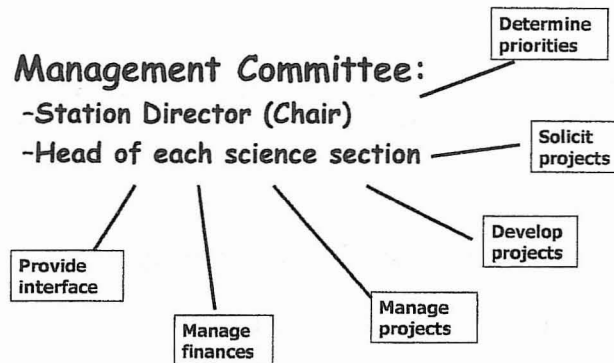 Determine
priorities
Management Committee:
-Station Director (Chair)
-Head of each science section
Solicit
projects
Develop
projects
Provide
interface
Manage
projects
Manage
finances